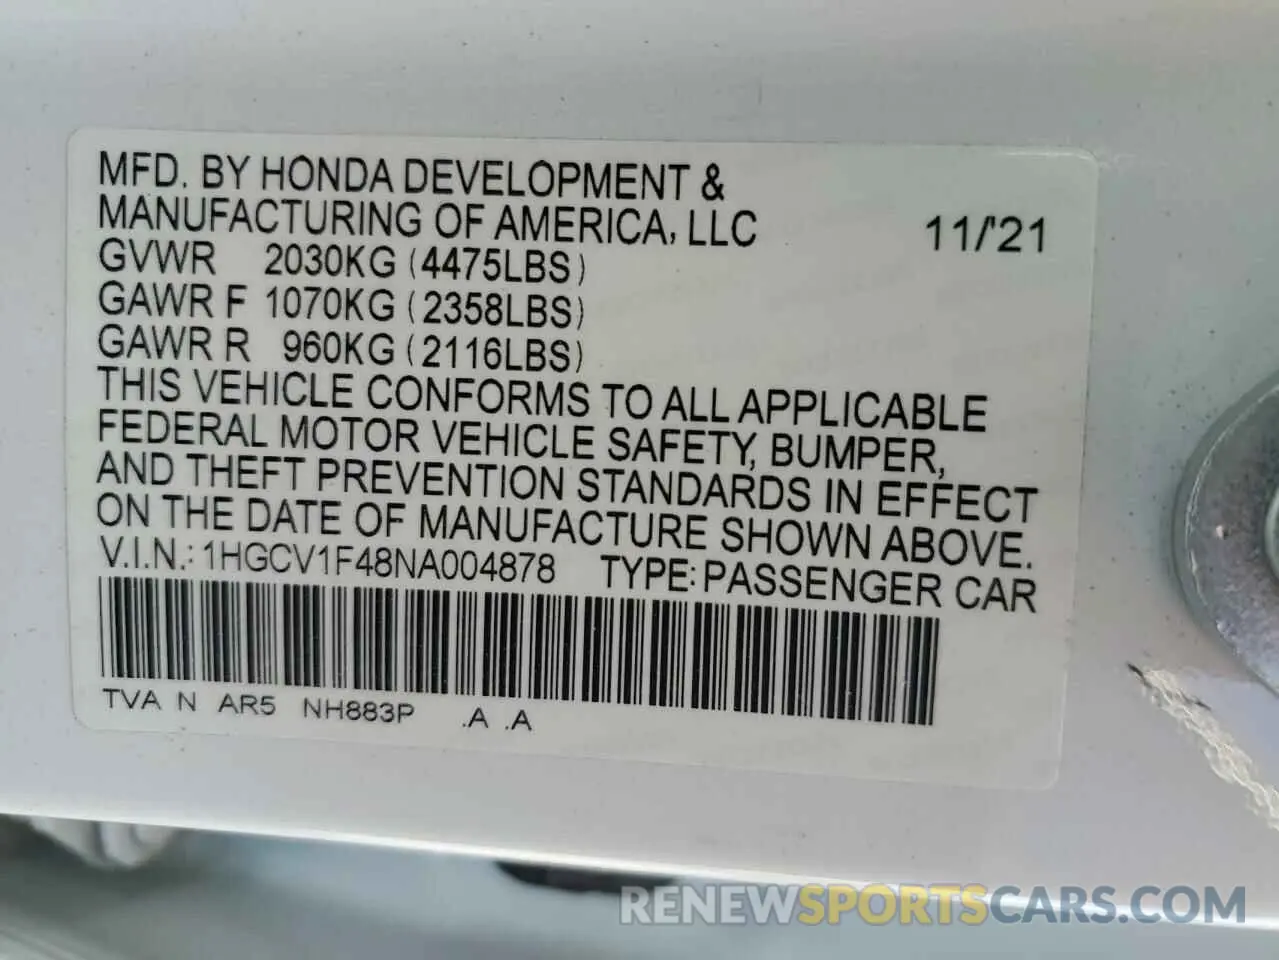 MFD. BY HONDA DEVELOPMENT &
MANUFACTURING OF AMERICA, LLC 11/'21
GVWR 2030KG (4475LBS)
GAWR F 1070KG (2358LBS)
GAWR R 960KG (2116LBS)
THIS VEHICLE CONFORMS TO ALL APPLICABLE
FEDERAL MOTOR VEHICLE SAFETY, BUMPER,
AND THEFT PREVENTION STANDARDS IN EFFECT
ON THE DATE OF MANUFACTURE SHOWN ABOVE.
V.I.N.: 1HGCV1F48NA004878 TYPE: PASSENGER CAR
TVA N AR5 NH883P .A .A
RENEWSPORTSCARS.COM